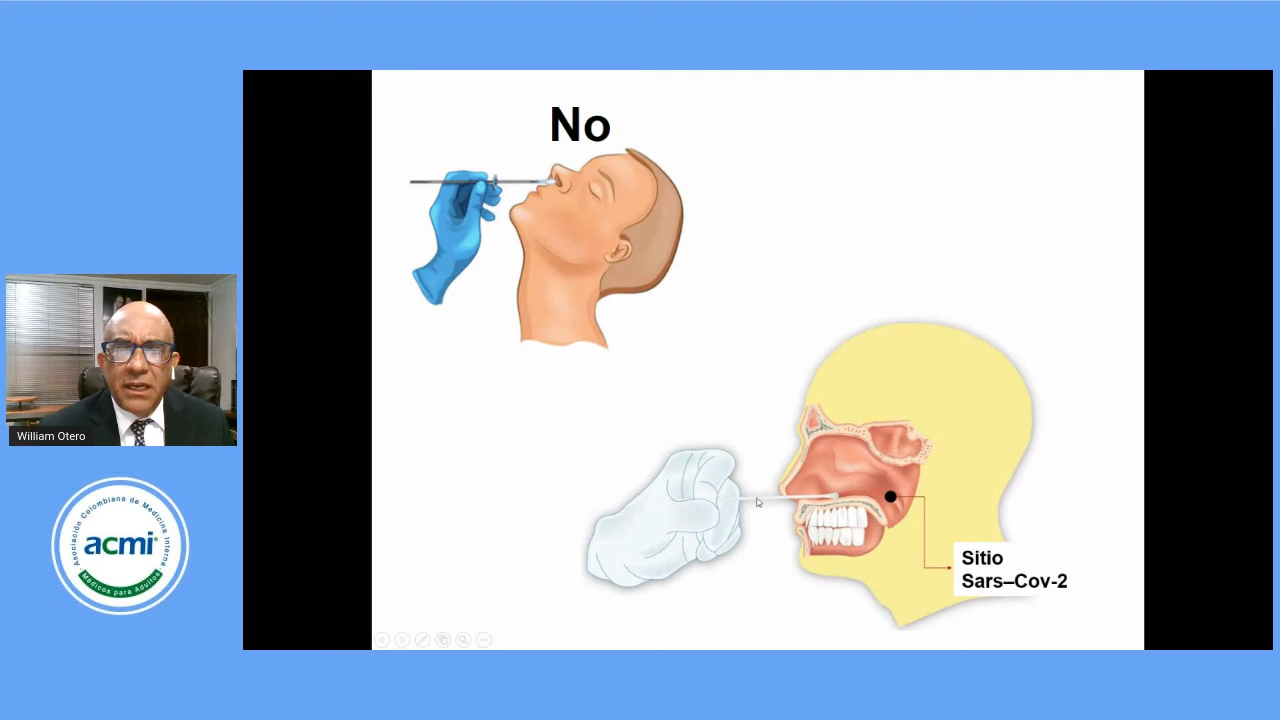 No
Sitio
Sars–Cov-2
William Otero
Asociación Colombiana de Medicina Interna
acmi
Médicos para Adultos